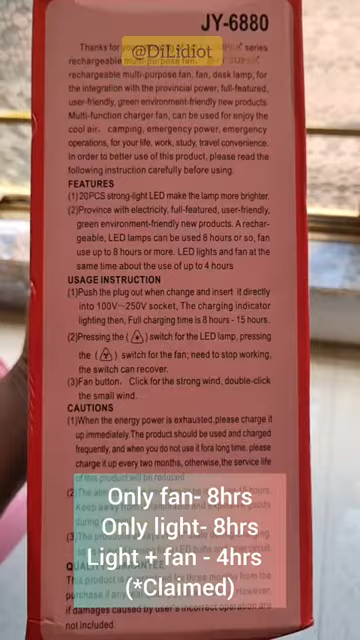 JY-6880
@DiLidiot
Thanks for your series
rechargeable multi-purpose fan.
rechargeable multi-purpose fan, fan, desk lamp, for
the integration with the provincial power, full-featured,
user-friendly, green environment-friendly new products.
Multi-function charger fan, can be used for enjoy the
cool air, camping, emergency power, emergency
operations, for your life, work, study, travel convenience.
In order to better use of this product, please read the
following instruction carefully before using.
FEATURES
(1) 20PCS strong-light LED make the lamp more brighter.
(2)Province with electricity, full-featured, user-friendly,
green environment-friendly new products. A rechar-
geable, LED lamps can be used 8 hours or so, fan
use up to 8 hours or more. LED lights and fan at the
same time about the use of up to 4 hours
USAGE INSTRUCTION
(1)Push the plug out when change and insert it directly
into 100V~250V socket, The charging indicator
lighting then, Full charging time is 8 hours - 15 hours.
(2)Pressing the ( ) switch for the LED lamp, pressing
the ( ) switch for the fan; need to stop working,
the switch can recover.
(3)Fan button, Click for the strong wind, double-click
the small wind.
CAUTIONS
(1)When the energy power is exhausted,please charge it
up immediately.The product should be used and charged
frequently, and when you do not use it fora long time, please
charge it up every two months, otherwise,the service life
of this product will be reduced
Only fan- 8hrs
Only light- 8hrs
Light + fan - 4hrs
(*Claimed)
if damages caused by user's incorrect operation are
not included.